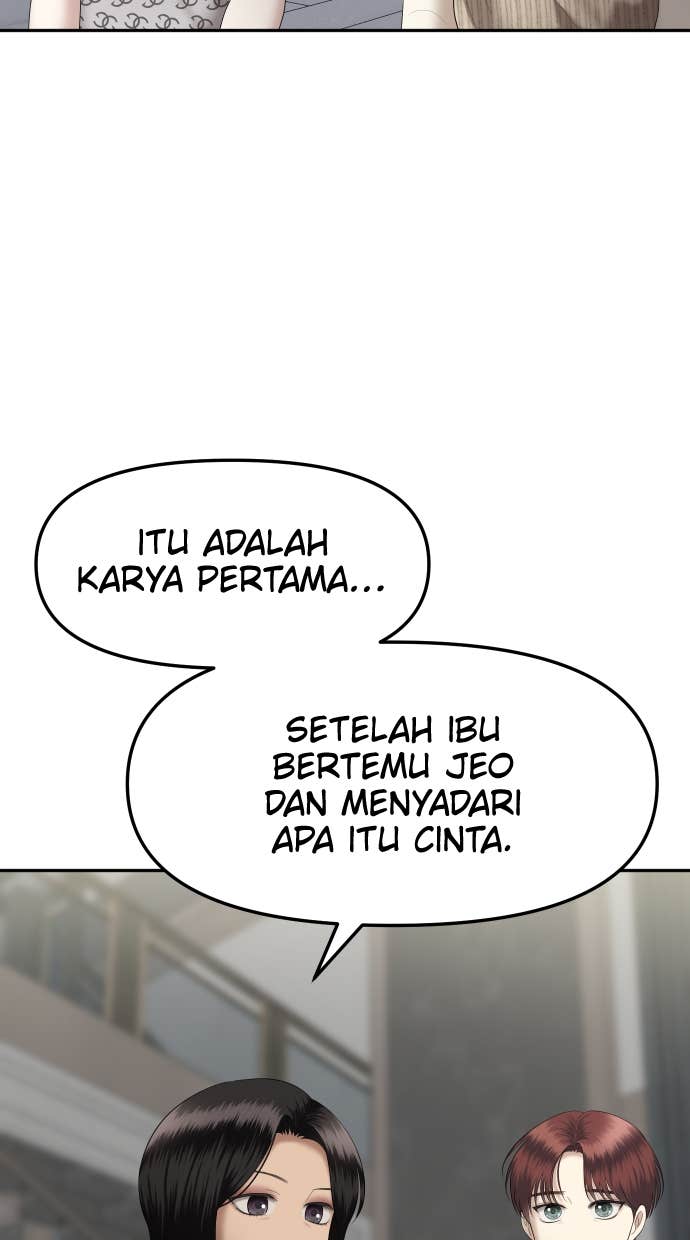 ITU ADALAH
KARYA PERTAMA...
SETELAH IBU
BERTEMU JEO
DAN MENYADARI
APA ITU CINTA.